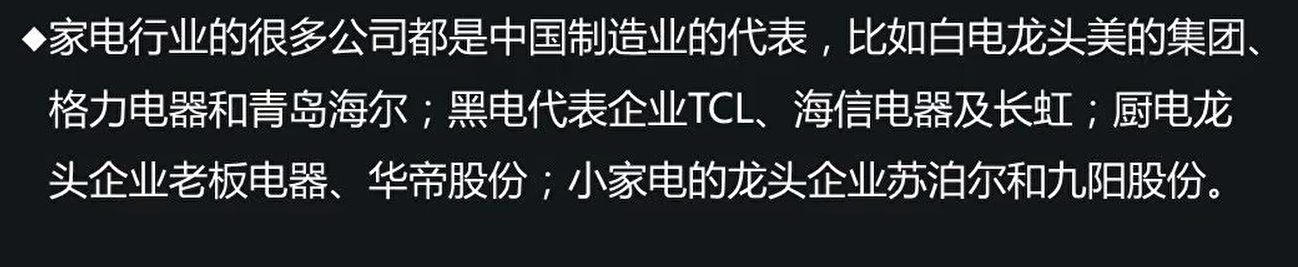 ◆家电行业的很多公司都是中国制造业的代表，比如白电龙头美的集团、
格力电器和青岛海尔；黑电代表企业TCL、海信电器及长虹；厨电龙
头企业老板电器、华帝股份；小家电的龙头企业苏泊尔和九阳股份。